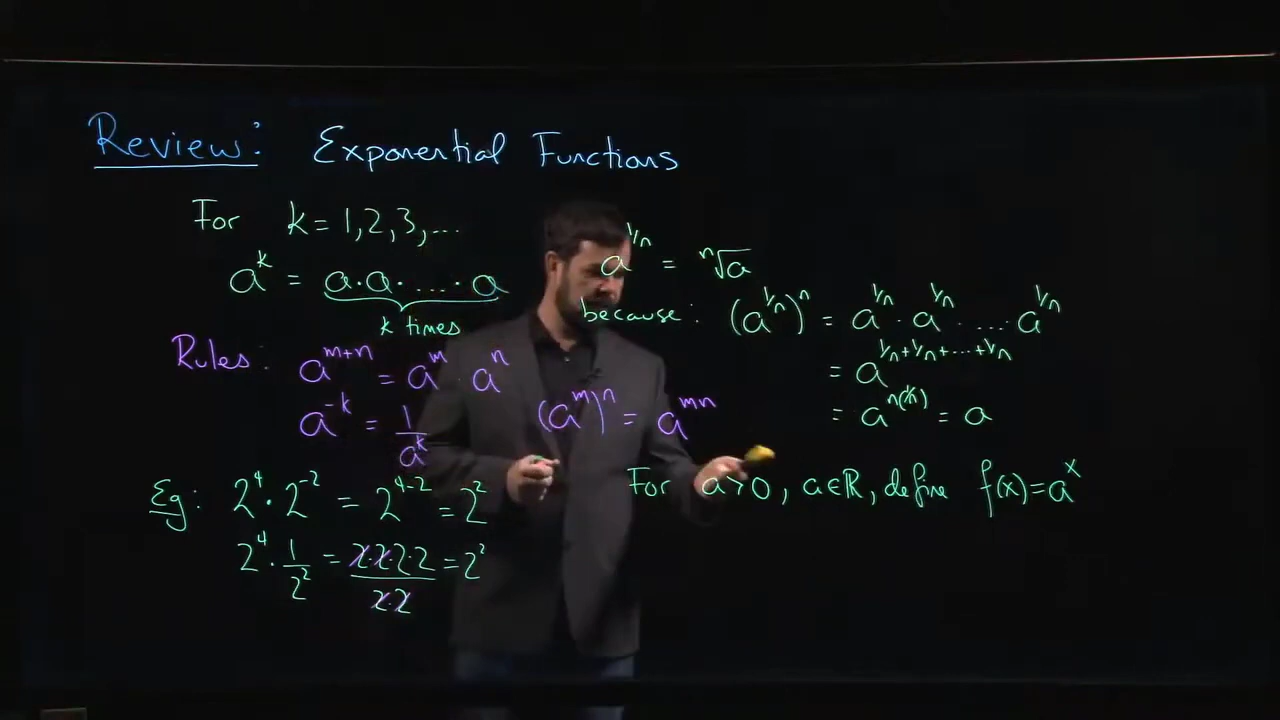 Review: Exponential Functions
For k = 1, 2, 3, ...
a^k = a·a·...·a
k times
Rules: a^{m+n} = a^m · a^n
a^{-k} = 1/a^k
(a^m)^n = a^{mn}
Eg: 2^4 · 2^{-2} = 2^{4-2} = 2^2
2^4 · 1/2^2 = 2·2·2·2/2·2 = 2^2
a^{1/n} = ⁿ√a
because: (a^{1/n})^n = a^{1/n} · a^{1/n} · ... · a^{1/n}
= a^{1/n + 1/n + ... + 1/n}
= a^{n(1/n)} = a
For a > 0, a ∈ ℝ, define f(x) = a^x